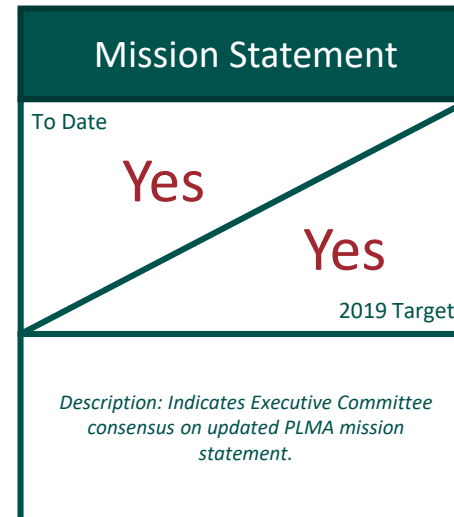 Mission Statement
To Date
Yes
Yes
2019 Target
Description: Indicates Executive Committee
consensus on updated PLMA mission
statement.